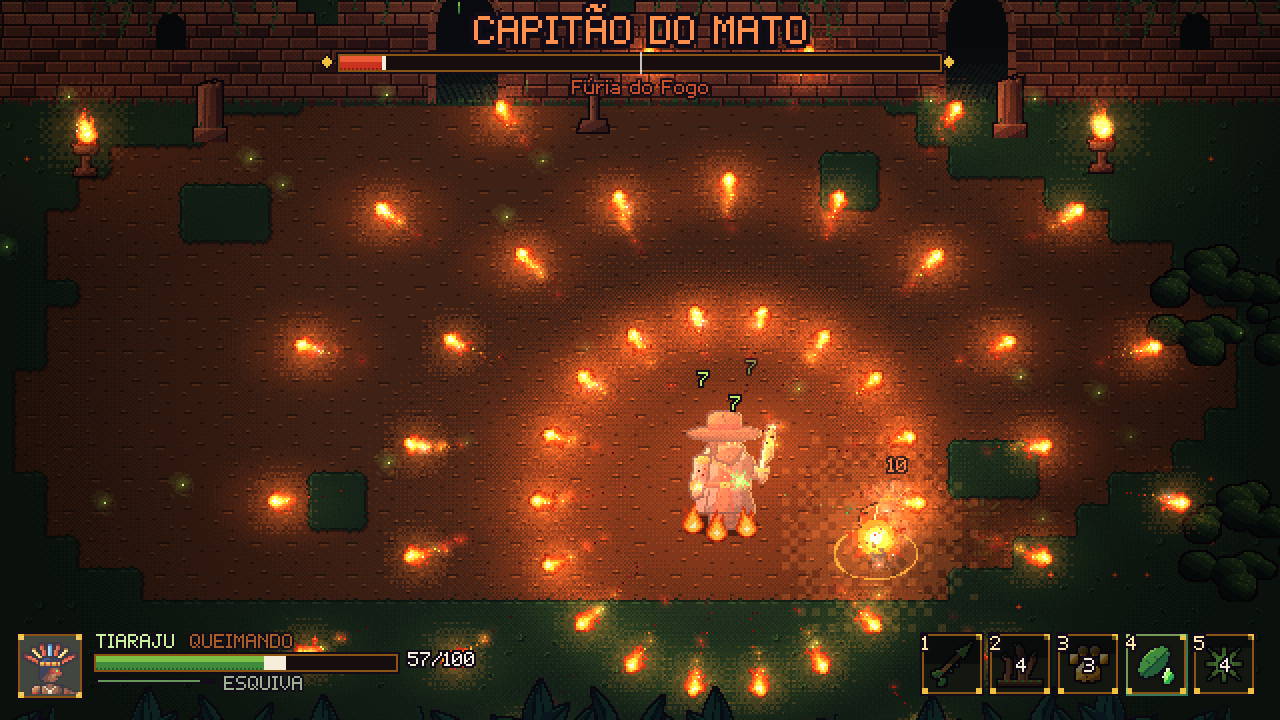 CAPITÃO DO MATO
Fúria do Fogo
7
7
7
10
TIARAJU QUEIMANDO
57/100
ESQUIVA
1 2 4 3 3 4 5 4